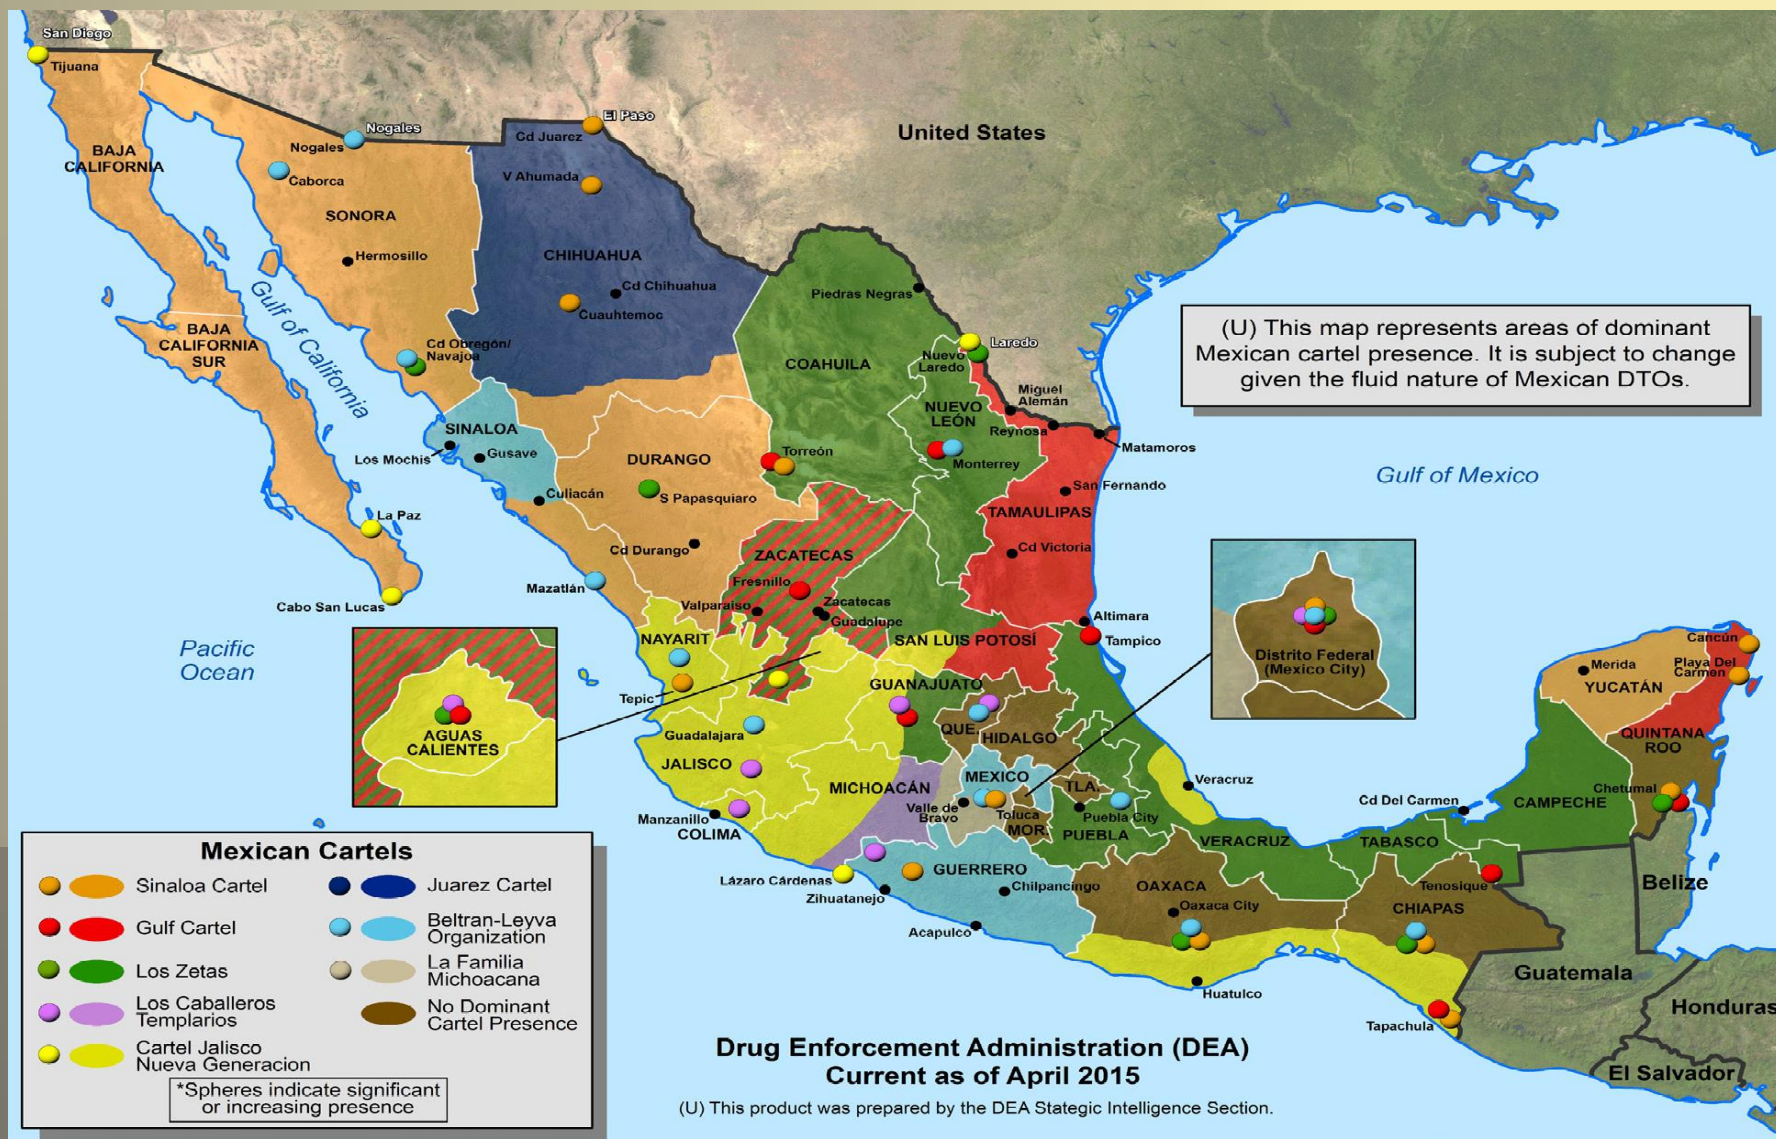 San Diego
Tijuana
BAJA
CALIFORNIA
Nogales
Nogales
Caborca
SONORA
Hermosillo
El Paso
Cd Juarez
V Ahumada
CHIHUAHUA
Cd Chihuahua
Cuauhtemoc
United States
Gulf of California
BAJA
CALIFORNIA
SUR
Cd Obregón/
Navajoa
Piedras Negras
COAHUILA
Laredo
Nuevo
Laredo
Miguél
Alemán
NUEVO
LEÓN
Reynosa
Matamoros
Monterrey
(U) This map represents areas of dominant
Mexican cartel presence. It is subject to change
given the fluid nature of Mexican DTOs.
Gulf of Mexico
SINALOA
Los Mochis
Gusave
Culiacán
DURANGO
S Papasquiaro
Torreón
Cd Durango
San Fernando
TAMAULIPAS
Cd Victoria
La Paz
Cabo San Lucas
Mazatlán
ZACATECAS
Fresnillo
Valparaiso
Zacatecas
Guadalupe
Altimara
Tampico
Pacific
Ocean
NAYARIT
Tepic
SAN LUIS POTOSÍ
Distrito Federal
(Mexico City)
Cancún
Playa Del
Carmen
Merida
YUCATÁN
QUINTANA
ROO
AGUAS
CALIENTES
GUANAJUATO
QUE.
HIDALGO
Guadalajara
JALISCO
Manzanillo
COLIMA
MICHOACÁN
MEXICO
Valle de
Bravo
Toluca
MOR.
TLA.
Puebla City
PUEBLA
Veracruz
VERACRUZ
Cd Del Carmen
TABASCO
CAMPECHE
Chetumal
Lázaro Cárdenas
Zihuatanejo
GUERRERO
Chilpancingo
Acapulco
OAXACA
Oaxaca City
Huatulco
Tenosique
CHIAPAS
Tapachula
Belize
Guatemala
Honduras
El Salvador
Mexican Cartels
Sinaloa Cartel
Gulf Cartel
Los Zetas
Los Caballeros
Templarios
Cartel Jalisco
Nueva Generacion
Juarez Cartel
Beltran-Leyva
Organization
La Familia
Michoacana
No Dominant
Cartel Presence
*Spheres indicate significant
or increasing presence
Drug Enforcement Administration (DEA)
Current as of April 2015
(U) This product was prepared by the DEA Stategic Intelligence Section.